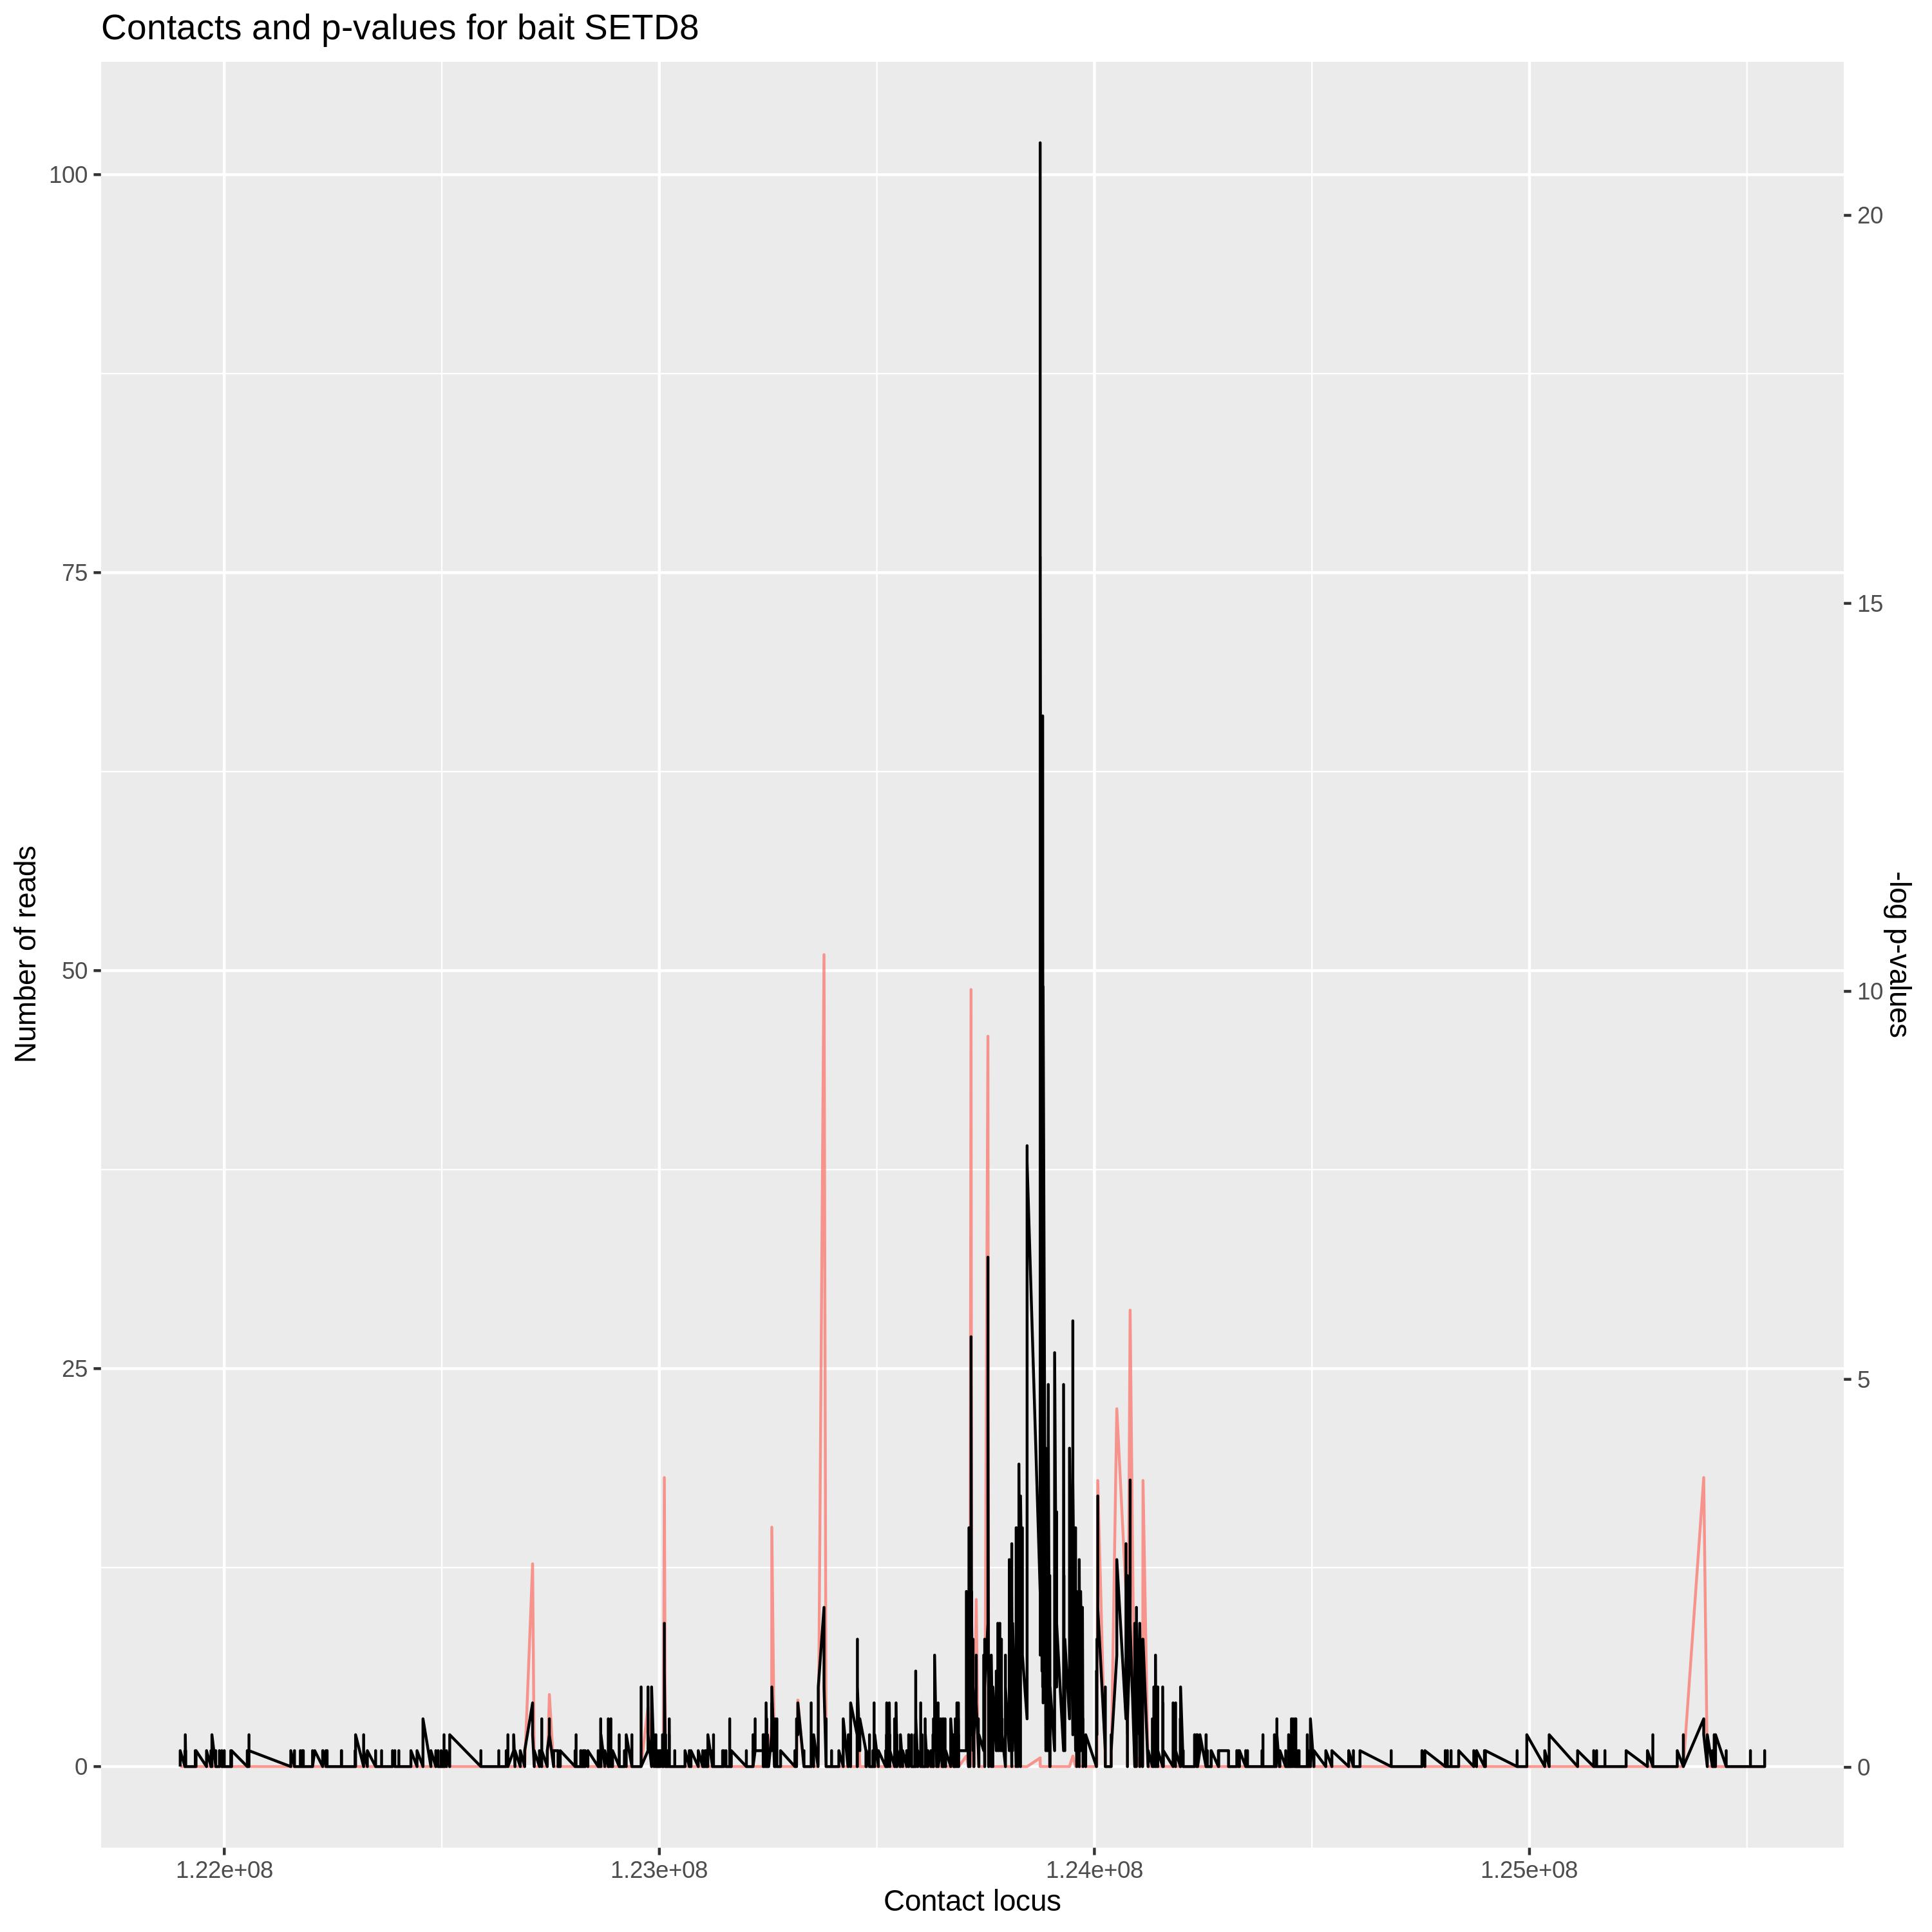 Contacts and p-values for bait SETD8
100
75
50
25
0
Number of reads
20
15
10
5
0
-log p-values
1.22e+08
1.23e+08
1.24e+08
1.25e+08
Contact locus